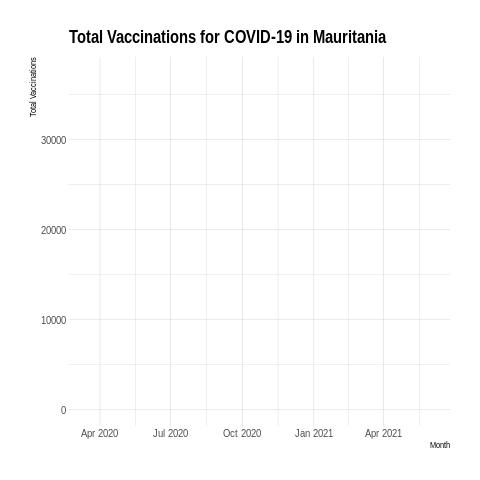 Total Vaccinations for COVID-19 in Mauritania
Total Vaccinations
30000
20000
10000
0
Apr 2020 Jul 2020 Oct 2020 Jan 2021 Apr 2021
Month